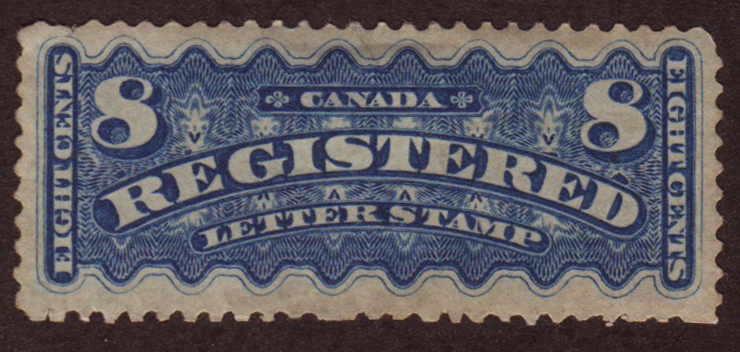 EIGHT CENTS
8
CANADA
8
REGISTERED
LETTER STAMP
EIGHT CENTS